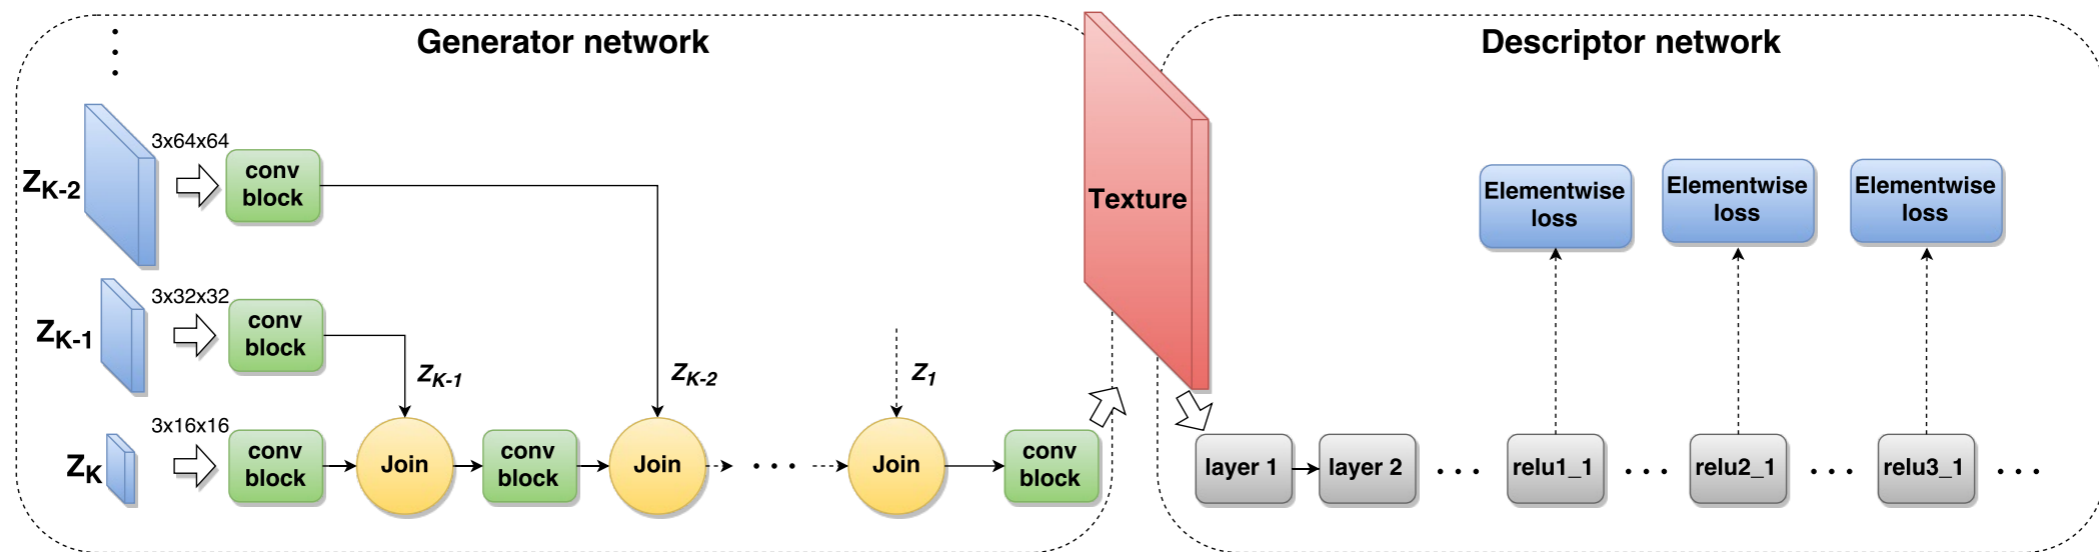 Generator network
Descriptor network
Z_{K-2}
3x64x64
conv
block
Z_{K-1}
3x32x32
conv
block
Z_{K-1}
Z_{K-2}
Z_1
Z_K
3x16x16
conv
block
Join
conv
block
Join
. . .
Join
conv
block
Texture
Elementwise
loss
Elementwise
loss
Elementwise
loss
layer 1
layer 2
. . .
relu1_1
. . .
relu2_1
. . .
relu3_1
. . .